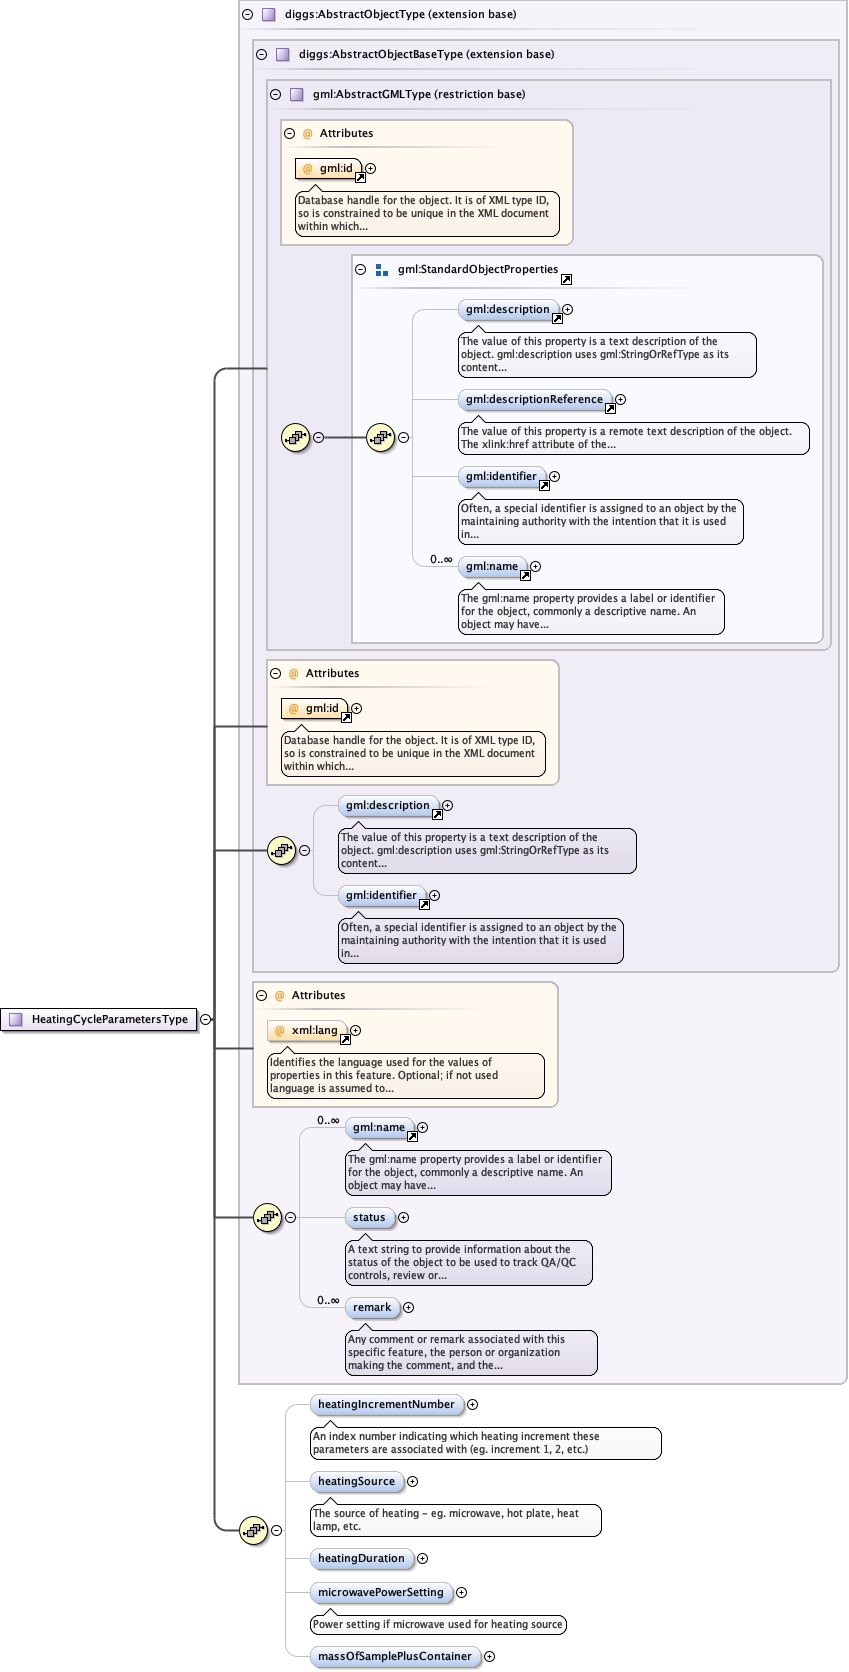 diggs:AbstractObjectType (extension base)
diggs:AbstractObjectBaseType (extension base)
gml:AbstractGMLType (restriction base)
@ Attributes
@ gml:id
Database handle for the object. It is of XML type ID,
so is constrained to be unique in the XML document
within which...
gml:StandardObjectProperties
gml:description
The value of this property is a text description of the
object. gml:description uses gml:StringOrRefType as its
content...
gml:descriptionReference
The value of this property is a remote text description of the object.
The xlink:href attribute of the...
gml:identifier
Often, a special identifier is assigned to an object by the
maintaining authority with the intention that it is used
in...
0..∞
gml:name
The gml:name property provides a label or identifier
for the object, commonly a descriptive name. An
object may have...
@ Attributes
@ gml:id
Database handle for the object. It is of XML type ID,
so is constrained to be unique in the XML document
within which...
gml:description
The value of this property is a text description of the
object. gml:description uses gml:StringOrRefType as its
content...
gml:identifier
Often, a special identifier is assigned to an object by the
maintaining authority with the intention that it is used
in...
HeatingCycleParametersType
@ Attributes
@ xml:lang
Identifies the language used for the values of
properties in this feature. Optional; if not used
language is assumed to...
0..∞
gml:name
The gml:name property provides a label or identifier
for the object, commonly a descriptive name. An
object may have...
status
A text string to provide information about the
status of the object to be used to track QA/QC
controls, review or...
0..∞
remark
Any comment or remark associated with this
specific feature, the person or organization
making the comment, and the...
heatingIncrementNumber
An index number indicating which heating increment these
parameters are associated with (eg. increment 1, 2, etc.)
heatingSource
The source of heating - eg. microwave, hot plate, heat
lamp, etc.
heatingDuration
microwavePowerSetting
Power setting if microwave used for heating source
massOfSamplePlusContainer